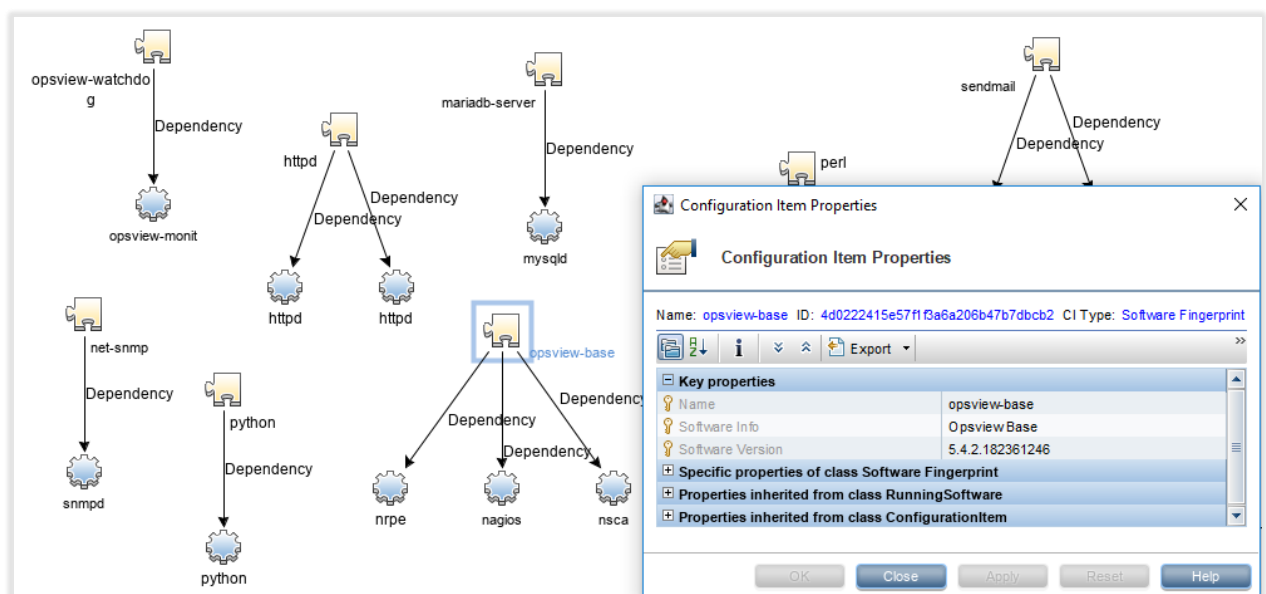 opsview-watchdo
g
Dependency
opsview-monit
httpd
Dependency
Dependency
httpd
httpd
mariadb-server
Dependency
mysqld
sendmail
Dependency
Dependency
perl
net-snmp
Dependency
snmpd
python
Dependency
python
opsview-base
Dependency
Dependency
Dependency
nrpe
nagios
nsca
Configuration Item Properties
Configuration Item Properties
Name: opsview-base ID: 4d0222415e57f1f3a6a206b47b7dbcb2 CI Type: Software Fingerprint
Export
Key properties
Name opsview-base
Software Info Opsview Base
Software Version 5.4.2.182361246
Specific properties of class Software Fingerprint
Properties inherited from class RunningSoftware
Properties inherited from class ConfigurationItem
OK Close Apply Reset Help